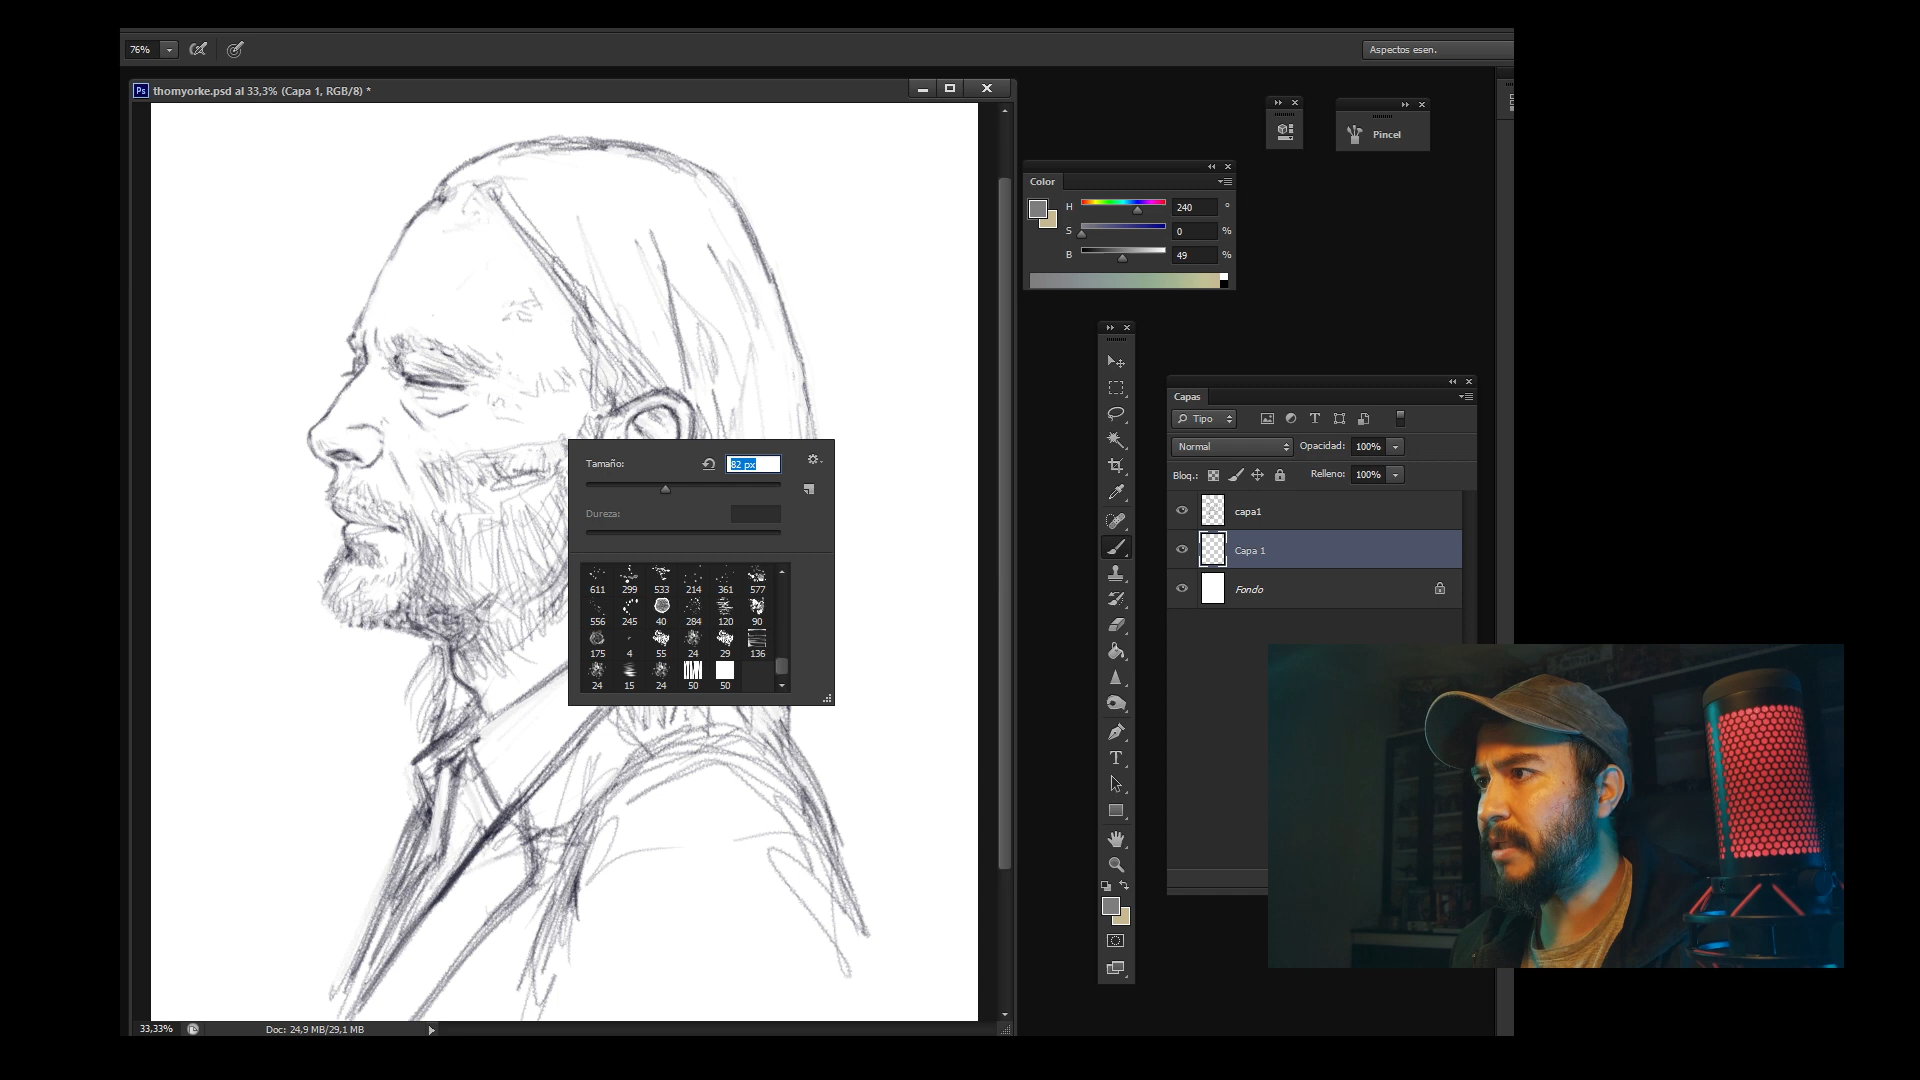 76%
Aspectos esen.
Ps thomyorke.psd al 33,3% (Capa 1, RGB/8) *
Pincel
Color
H 240 °
S 0 %
B 49 %
Capas
Tipo
T
Normal Opacidad: 100%
Bloq.: Relleno: 100%
capa1
Capa 1
Fondo
Tamaño: 82 px
Dureza:
611 299 533 214 361 577
556 245 40 284 120 90
175 4 55 24 29 136
24 15 24 50 50
T
33,33% Doc: 24,9 MB/29,1 MB